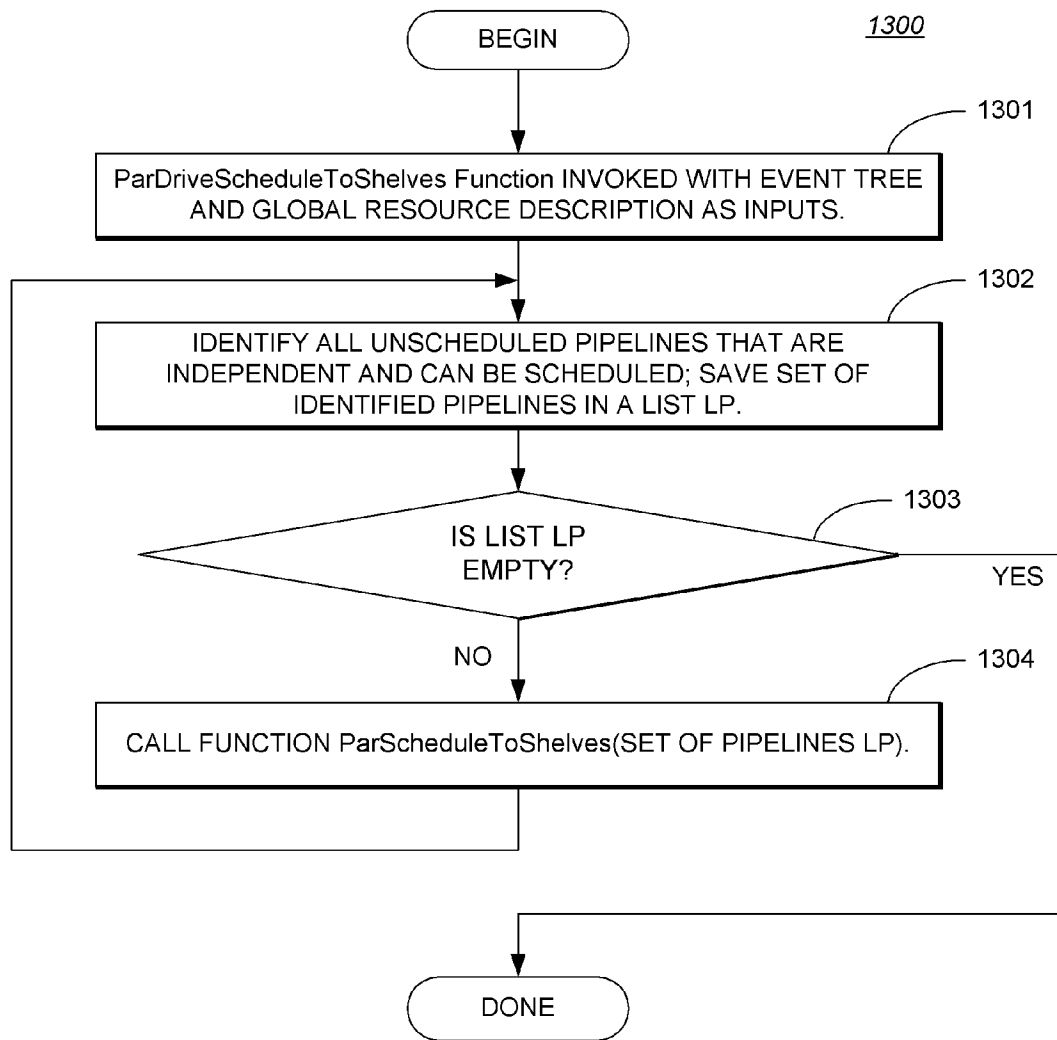 BEGIN
1300
1301
ParDriveScheduleToShelves Function INVOKED WITH EVENT TREE
AND GLOBAL RESOURCE DESCRIPTION AS INPUTS.
1302
IDENTIFY ALL UNSCHEDULED PIPELINES THAT ARE
INDEPENDENT AND CAN BE SCHEDULED; SAVE SET OF
IDENTIFIED PIPELINES IN A LIST LP.
1303
IS LIST LP
EMPTY?
YES
NO
1304
CALL FUNCTION ParScheduleToShelves(SET OF PIPELINES LP).
DONE